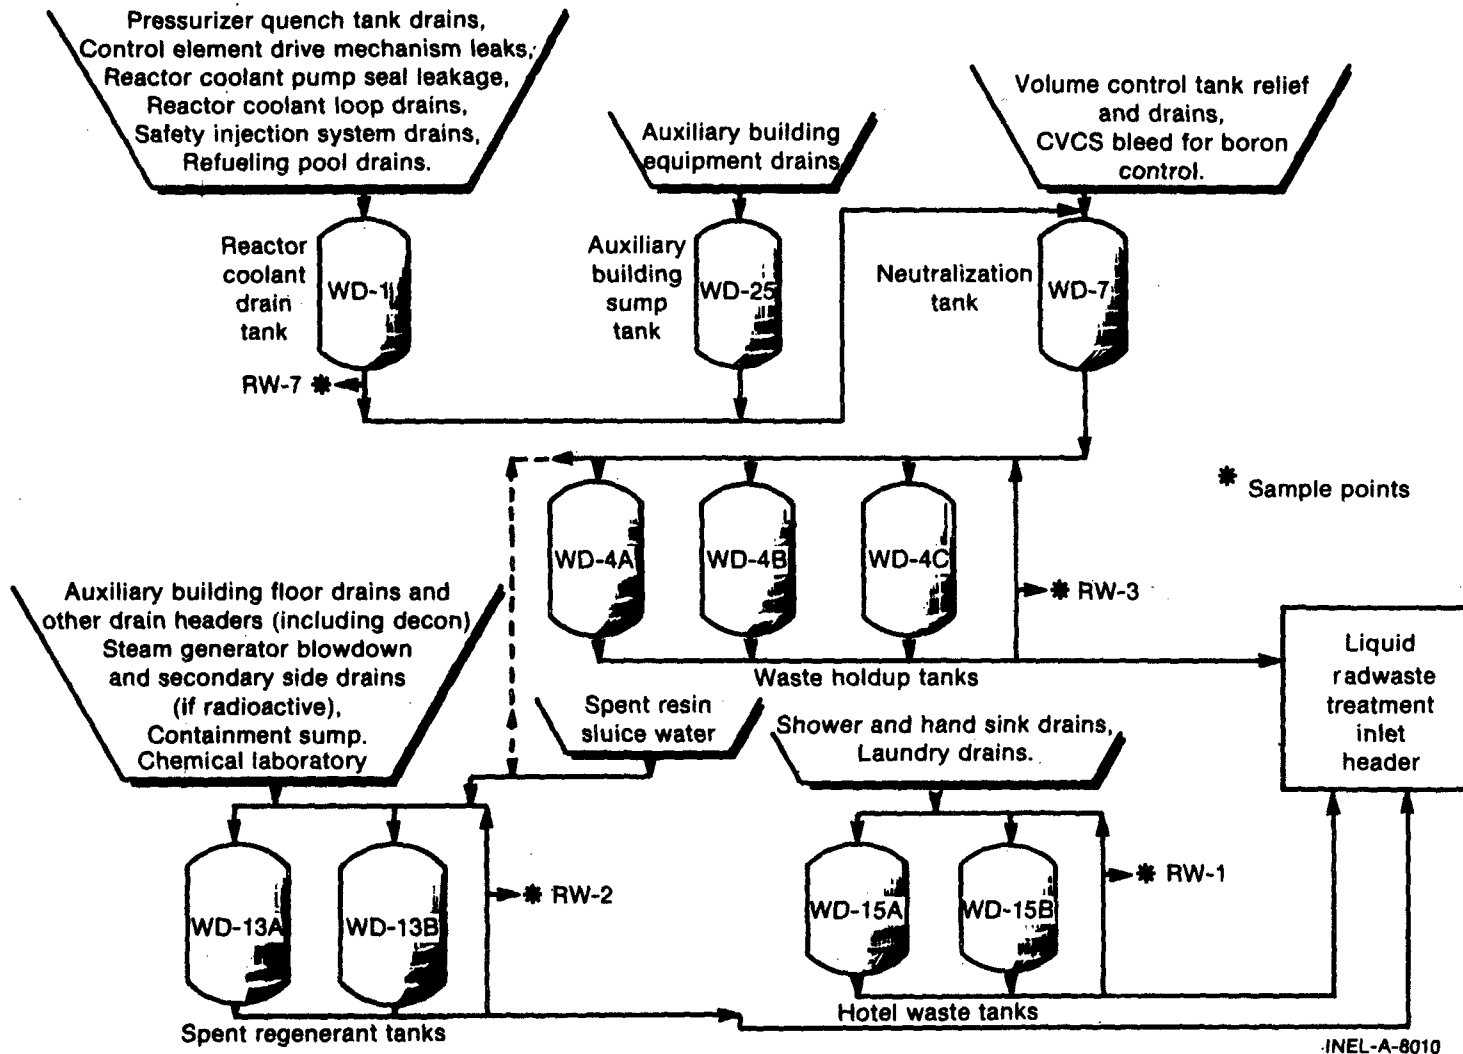 Pressurizer quench tank drains,
Control element drive mechanism leaks,
Reactor coolant pump seal leakage,
Reactor coolant loop drains,
Safety injection system drains,
Refueling pool drains.
Auxiliary building
equipment drains
Volume control tank relief
and drains,
CVCS bleed for boron
control.
Reactor
coolant
drain
tank
WD-1
Auxiliary
building
sump
tank
WD-25
Neutralization
tank
WD-7
RW-7 *
* Sample points
WD-4A
WD-4B
WD-4C
* RW-3
Waste holdup tanks
Auxiliary building floor drains and
other drain headers (including decon)
Steam generator blowdown
and secondary side drains
(if radioactive),
Containment sump.
Chemical laboratory
Spent resin
sluice water
Shower and hand sink drains,
Laundry drains.
Liquid
radwaste
treatment
inlet
header
WD-13A
WD-13B
* RW-2
Spent regenerant tanks
WD-15A
WD-15B
* RW-1
Hotel waste tanks
INEL-A-8010